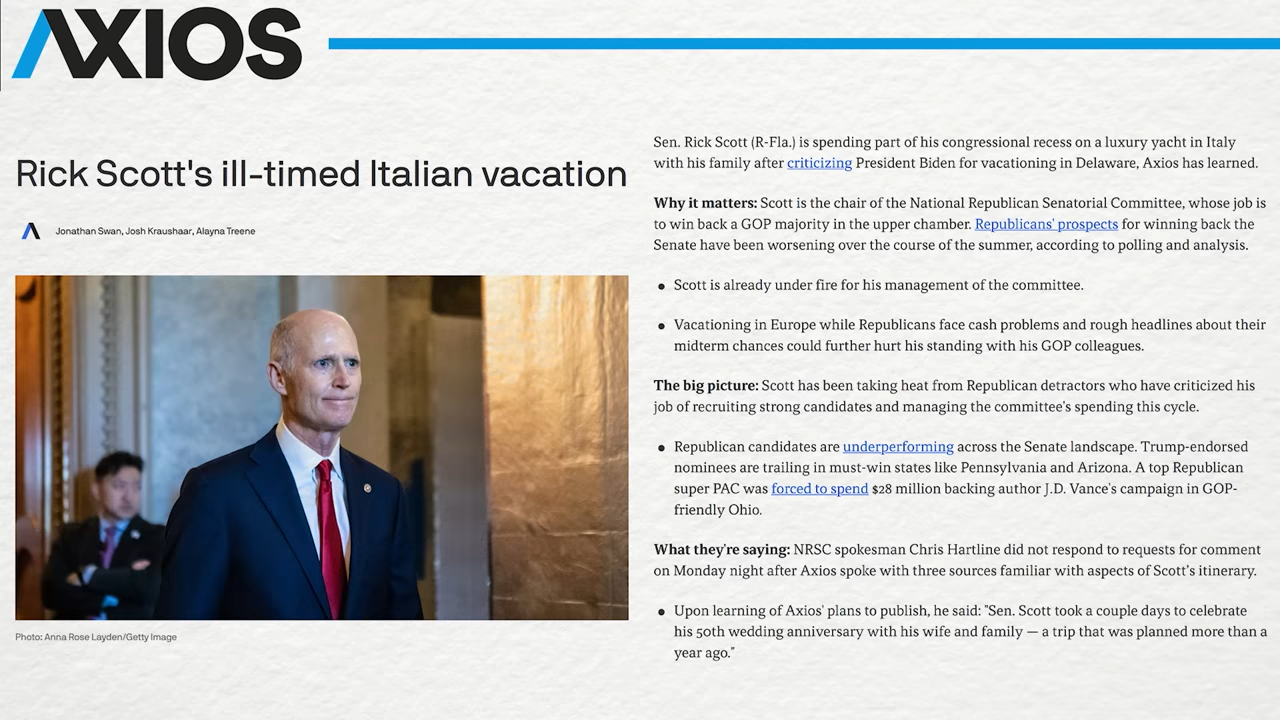 AXIOS
Rick Scott's ill-timed Italian vacation
Jonathan Swan, Josh Kraushaar, Alayna Treene
Photo: Anna Rose Layden/Getty Image
Sen. Rick Scott (R-Fla.) is spending part of his congressional recess on a luxury yacht in Italy
with his family after criticizing President Biden for vacationing in Delaware, Axios has learned.
Why it matters: Scott is the chair of the National Republican Senatorial Committee, whose job is
to win back a GOP majority in the upper chamber. Republicans' prospects for winning back the
Senate have been worsening over the course of the summer, according to polling and analysis.
• Scott is already under fire for his management of the committee.
• Vacationing in Europe while Republicans face cash problems and rough headlines about their
midterm chances could further hurt his standing with his GOP colleagues.
The big picture: Scott has been taking heat from Republican detractors who have criticized his
job of recruiting strong candidates and managing the committee's spending this cycle.
• Republican candidates are underperforming across the Senate landscape. Trump-endorsed
nominees are trailing in must-win states like Pennsylvania and Arizona. A top Republican
super PAC was forced to spend $28 million backing author J.D. Vance's campaign in GOP-
friendly Ohio.
What they're saying: NRSC spokesman Chris Hartline did not respond to requests for comment
on Monday night after Axios spoke with three sources familiar with aspects of Scott's itinerary.
• Upon learning of Axios' plans to publish, he said: "Sen. Scott took a couple days to celebrate
his 50th wedding anniversary with his wife and family — a trip that was planned more than a
year ago."